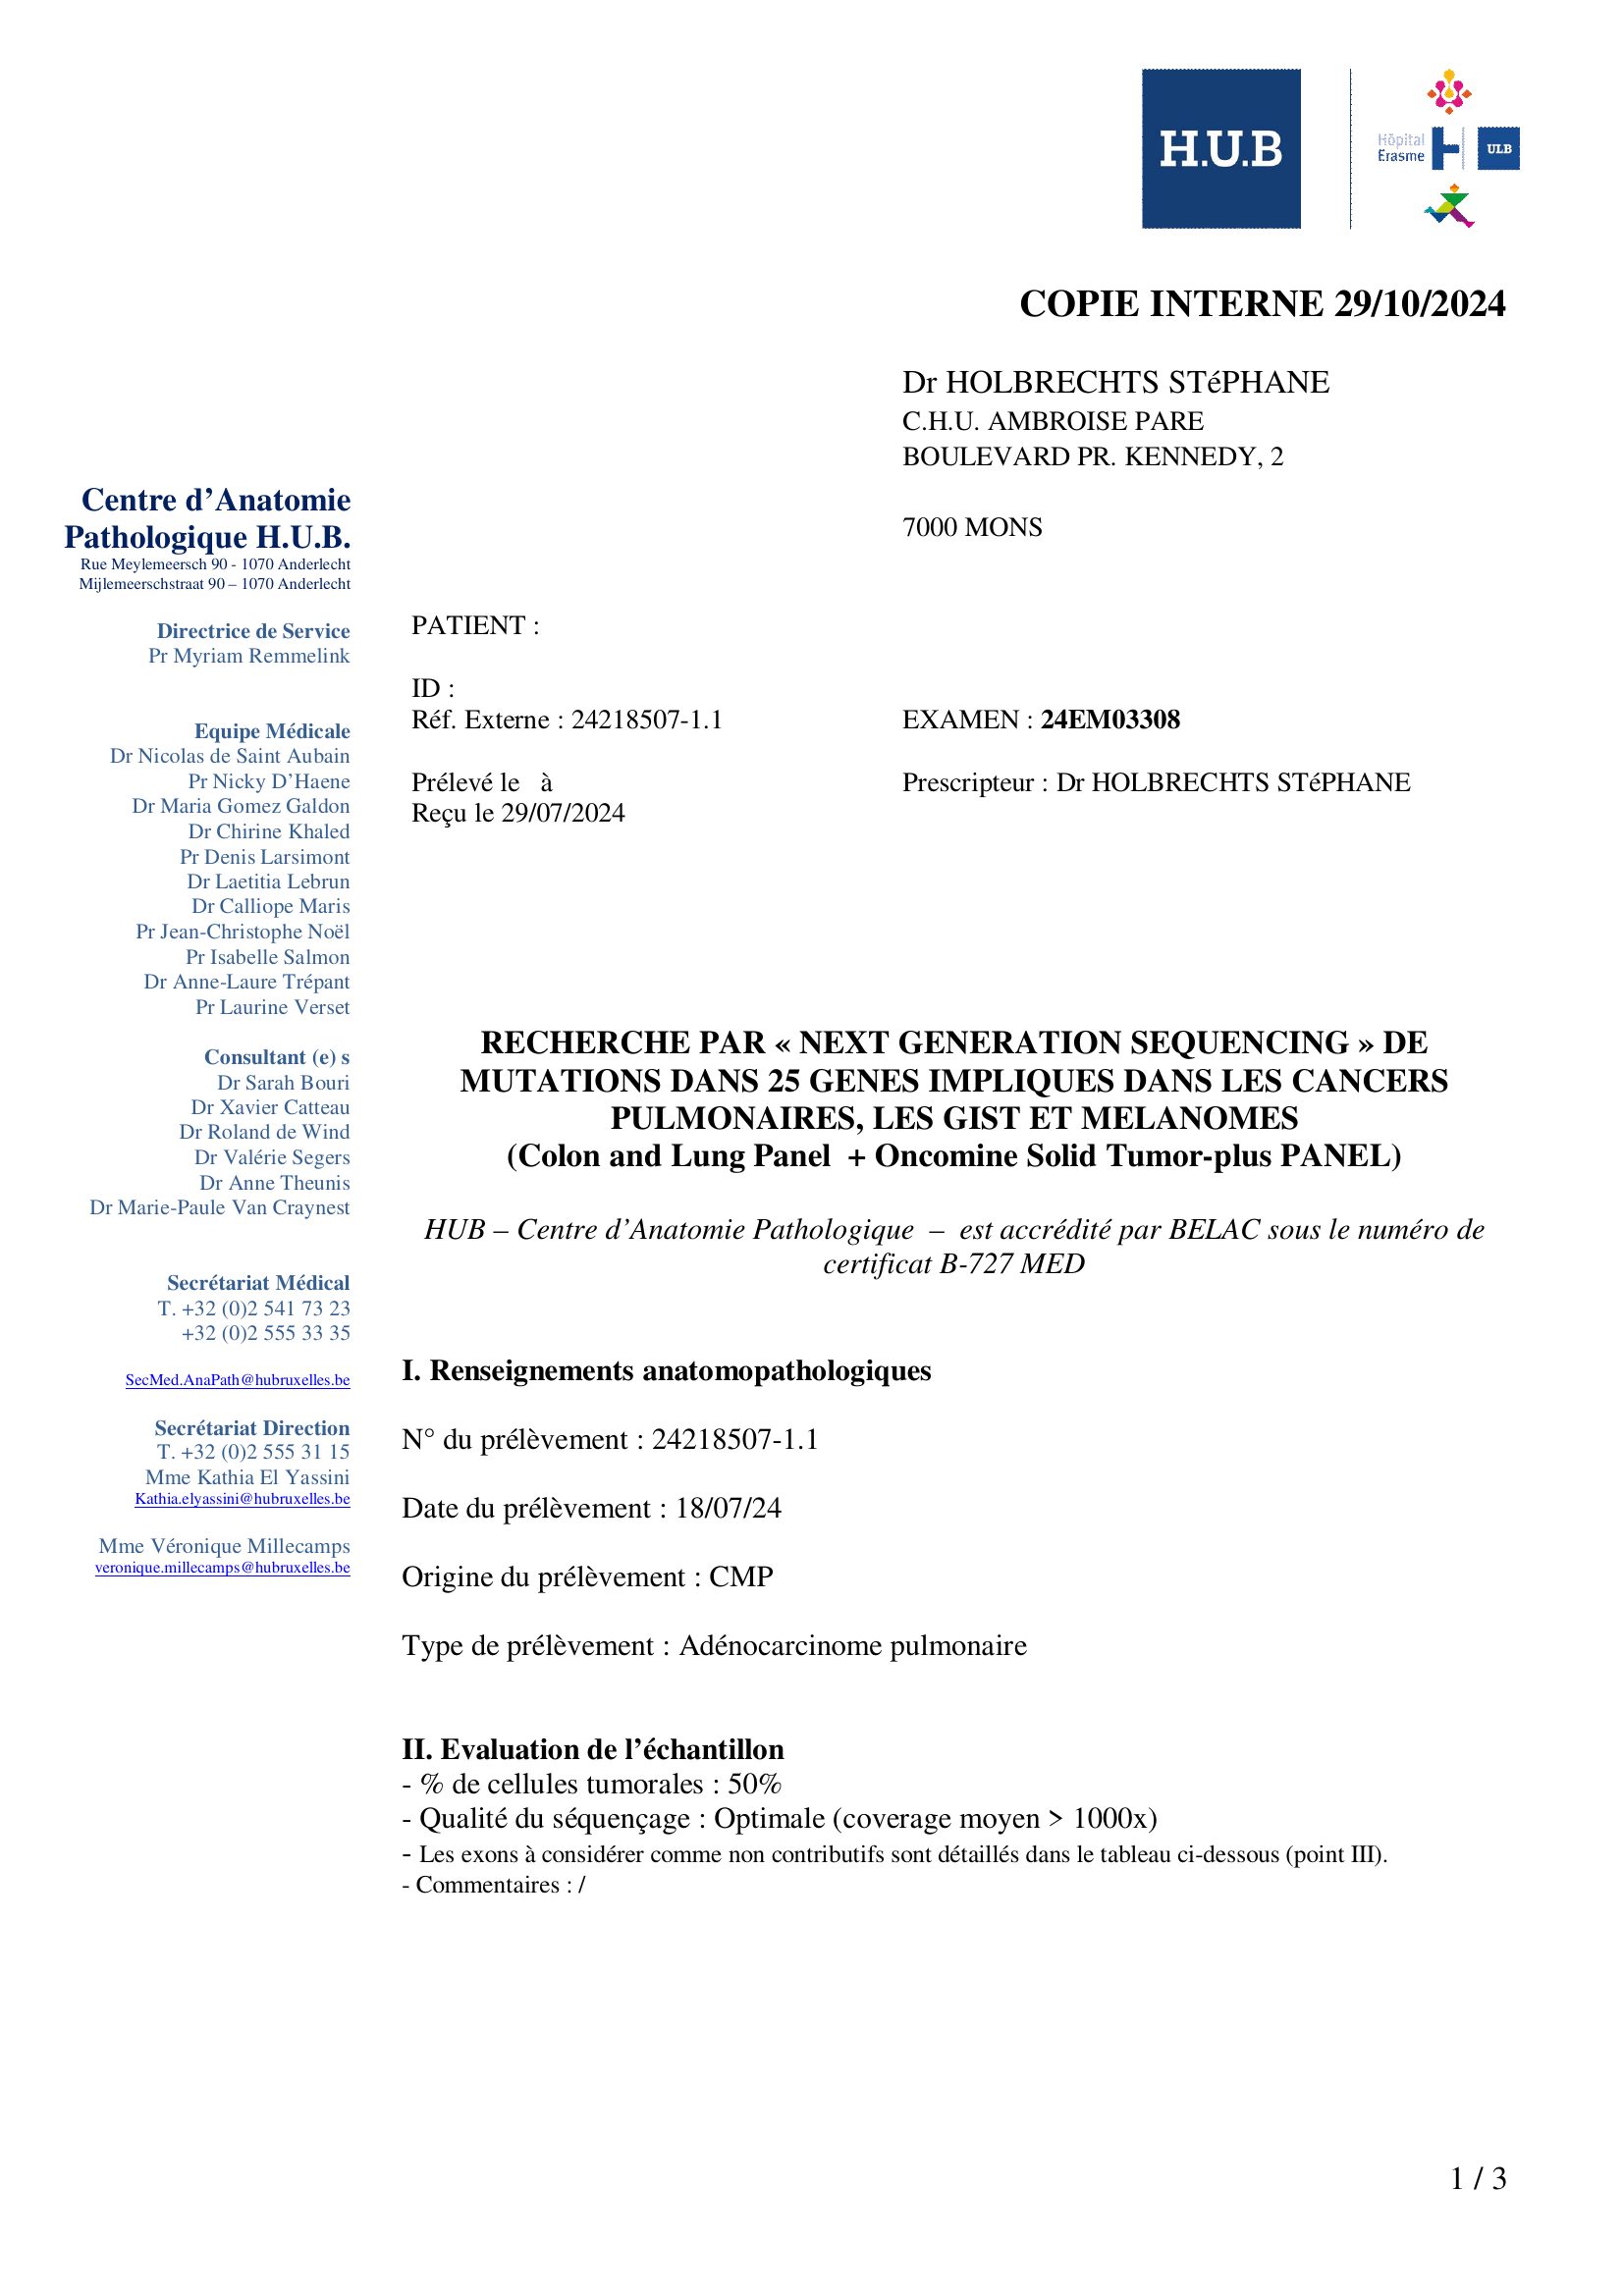 H.U.B
Hôpital
Erasme
ULB
COPIE INTERNE 29/10/2024
Dr HOLBRECHTS STéPHANE
C.H.U. AMBROISE PARE
BOULEVARD PR. KENNEDY, 2
7000 MONS
Centre d’Anatomie
Pathologique H.U.B.
Rue Meylemeersch 90 - 1070 Anderlecht
Mijlemeerschstraat 90 – 1070 Anderlecht
Directrice de Service
Pr Myriam Remmelink
Equipe Médicale
Dr Nicolas de Saint Aubain
Pr Nicky D’Haene
Dr Maria Gomez Galdon
Dr Chirine Khaled
Pr Denis Larsimont
Dr Laetitia Lebrun
Dr Calliope Maris
Pr Jean-Christophe Noël
Pr Isabelle Salmon
Dr Anne-Laure Trépant
Pr Laurine Verset
Consultant (e) s
Dr Sarah Bouri
Dr Xavier Catteau
Dr Roland de Wind
Dr Valérie Segers
Dr Anne Theunis
Dr Marie-Paule Van Craynest
Secrétariat Médical
T. +32 (0)2 541 73 23
+32 (0)2 555 33 35
SecMed.AnaPath@hubruxelles.be
Secrétariat Direction
T. +32 (0)2 555 31 15
Mme Kathia El Yassini
Kathia.elyassini@hubruxelles.be
Mme Véronique Millecamps
veronique.millecamps@hubruxelles.be
PATIENT :
ID :
Réf. Externe : 24218507-1.1 EXAMEN : 24EM03308
Prélevé le à Prescripteur : Dr HOLBRECHTS STéPHANE
Reçu le 29/07/2024
RECHERCHE PAR « NEXT GENERATION SEQUENCING » DE
MUTATIONS DANS 25 GENES IMPLIQUES DANS LES CANCERS
PULMONAIRES, LES GIST ET MELANOMES
(Colon and Lung Panel + Oncomine Solid Tumor-plus PANEL)
HUB – Centre d’Anatomie Pathologique – est accrédité par BELAC sous le numéro de
certificat B-727 MED
I. Renseignements anatomopathologiques
N° du prélèvement : 24218507-1.1
Date du prélèvement : 18/07/24
Origine du prélèvement : CMP
Type de prélèvement : Adénocarcinome pulmonaire
II. Evaluation de l’échantillon
- % de cellules tumorales : 50%
- Qualité du séquençage : Optimale (coverage moyen > 1000x)
- Les exons à considérer comme non contributifs sont détaillés dans le tableau ci-dessous (point III).
- Commentaires : /
1 / 3